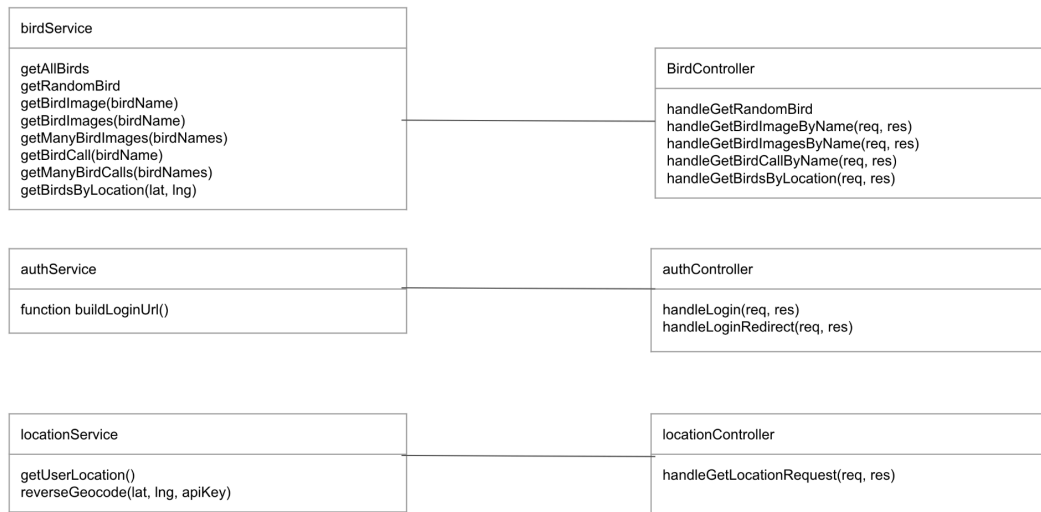 birdService
getAllBirds
getRandomBird
getBirdImage(birdName)
getBirdImages(birdName)
getManyBirdImages(birdNames)
getBirdCall(birdName)
getManyBirdCalls(birdNames)
getBirdsByLocation(lat, lng)
BirdController
handleGetRandomBird
handleGetBirdImageByName(req, res)
handleGetBirdImagesByName(req, res)
handleGetBirdCallByName(req, res)
handleGetBirdsByLocation(req, res)
authService
function buildLoginUrl()
authController
handleLogin(req, res)
handleLoginRedirect(req, res)
locationService
getUserLocation()
reverseGeocode(lat, lng, apiKey)
locationController
handleGetLocationRequest(req, res)